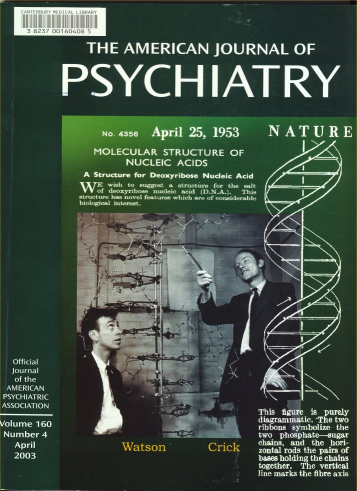 CANTERBURY MEDICAL LIBRARY
3 8237 00160408 5
THE AMERICAN JOURNAL OF
PSYCHIATRY
No. 4356 April 25, 1953 NATURE
MOLECULAR STRUCTURE OF
NUCLEIC ACIDS
A Structure for Deoxyribose Nucleic Acid
WE wish to suggest a structure for the salt
of deoxyribose nucleic acid (D.N.A.). This
structure has novel features which are of considerable
biological interest.
Official
Journal
of the
AMERICAN
PSYCHIATRIC
ASSOCIATION
Volume 160
Number 4
April
2003
Watson Crick
This figure is purely
diagrammatic. The two
ribbons symbolize the
two phosphate—sugar
chains, and the hori-
zontal rods the pairs of
bases holding the chains
together. The vertical
line marks the fibre axis